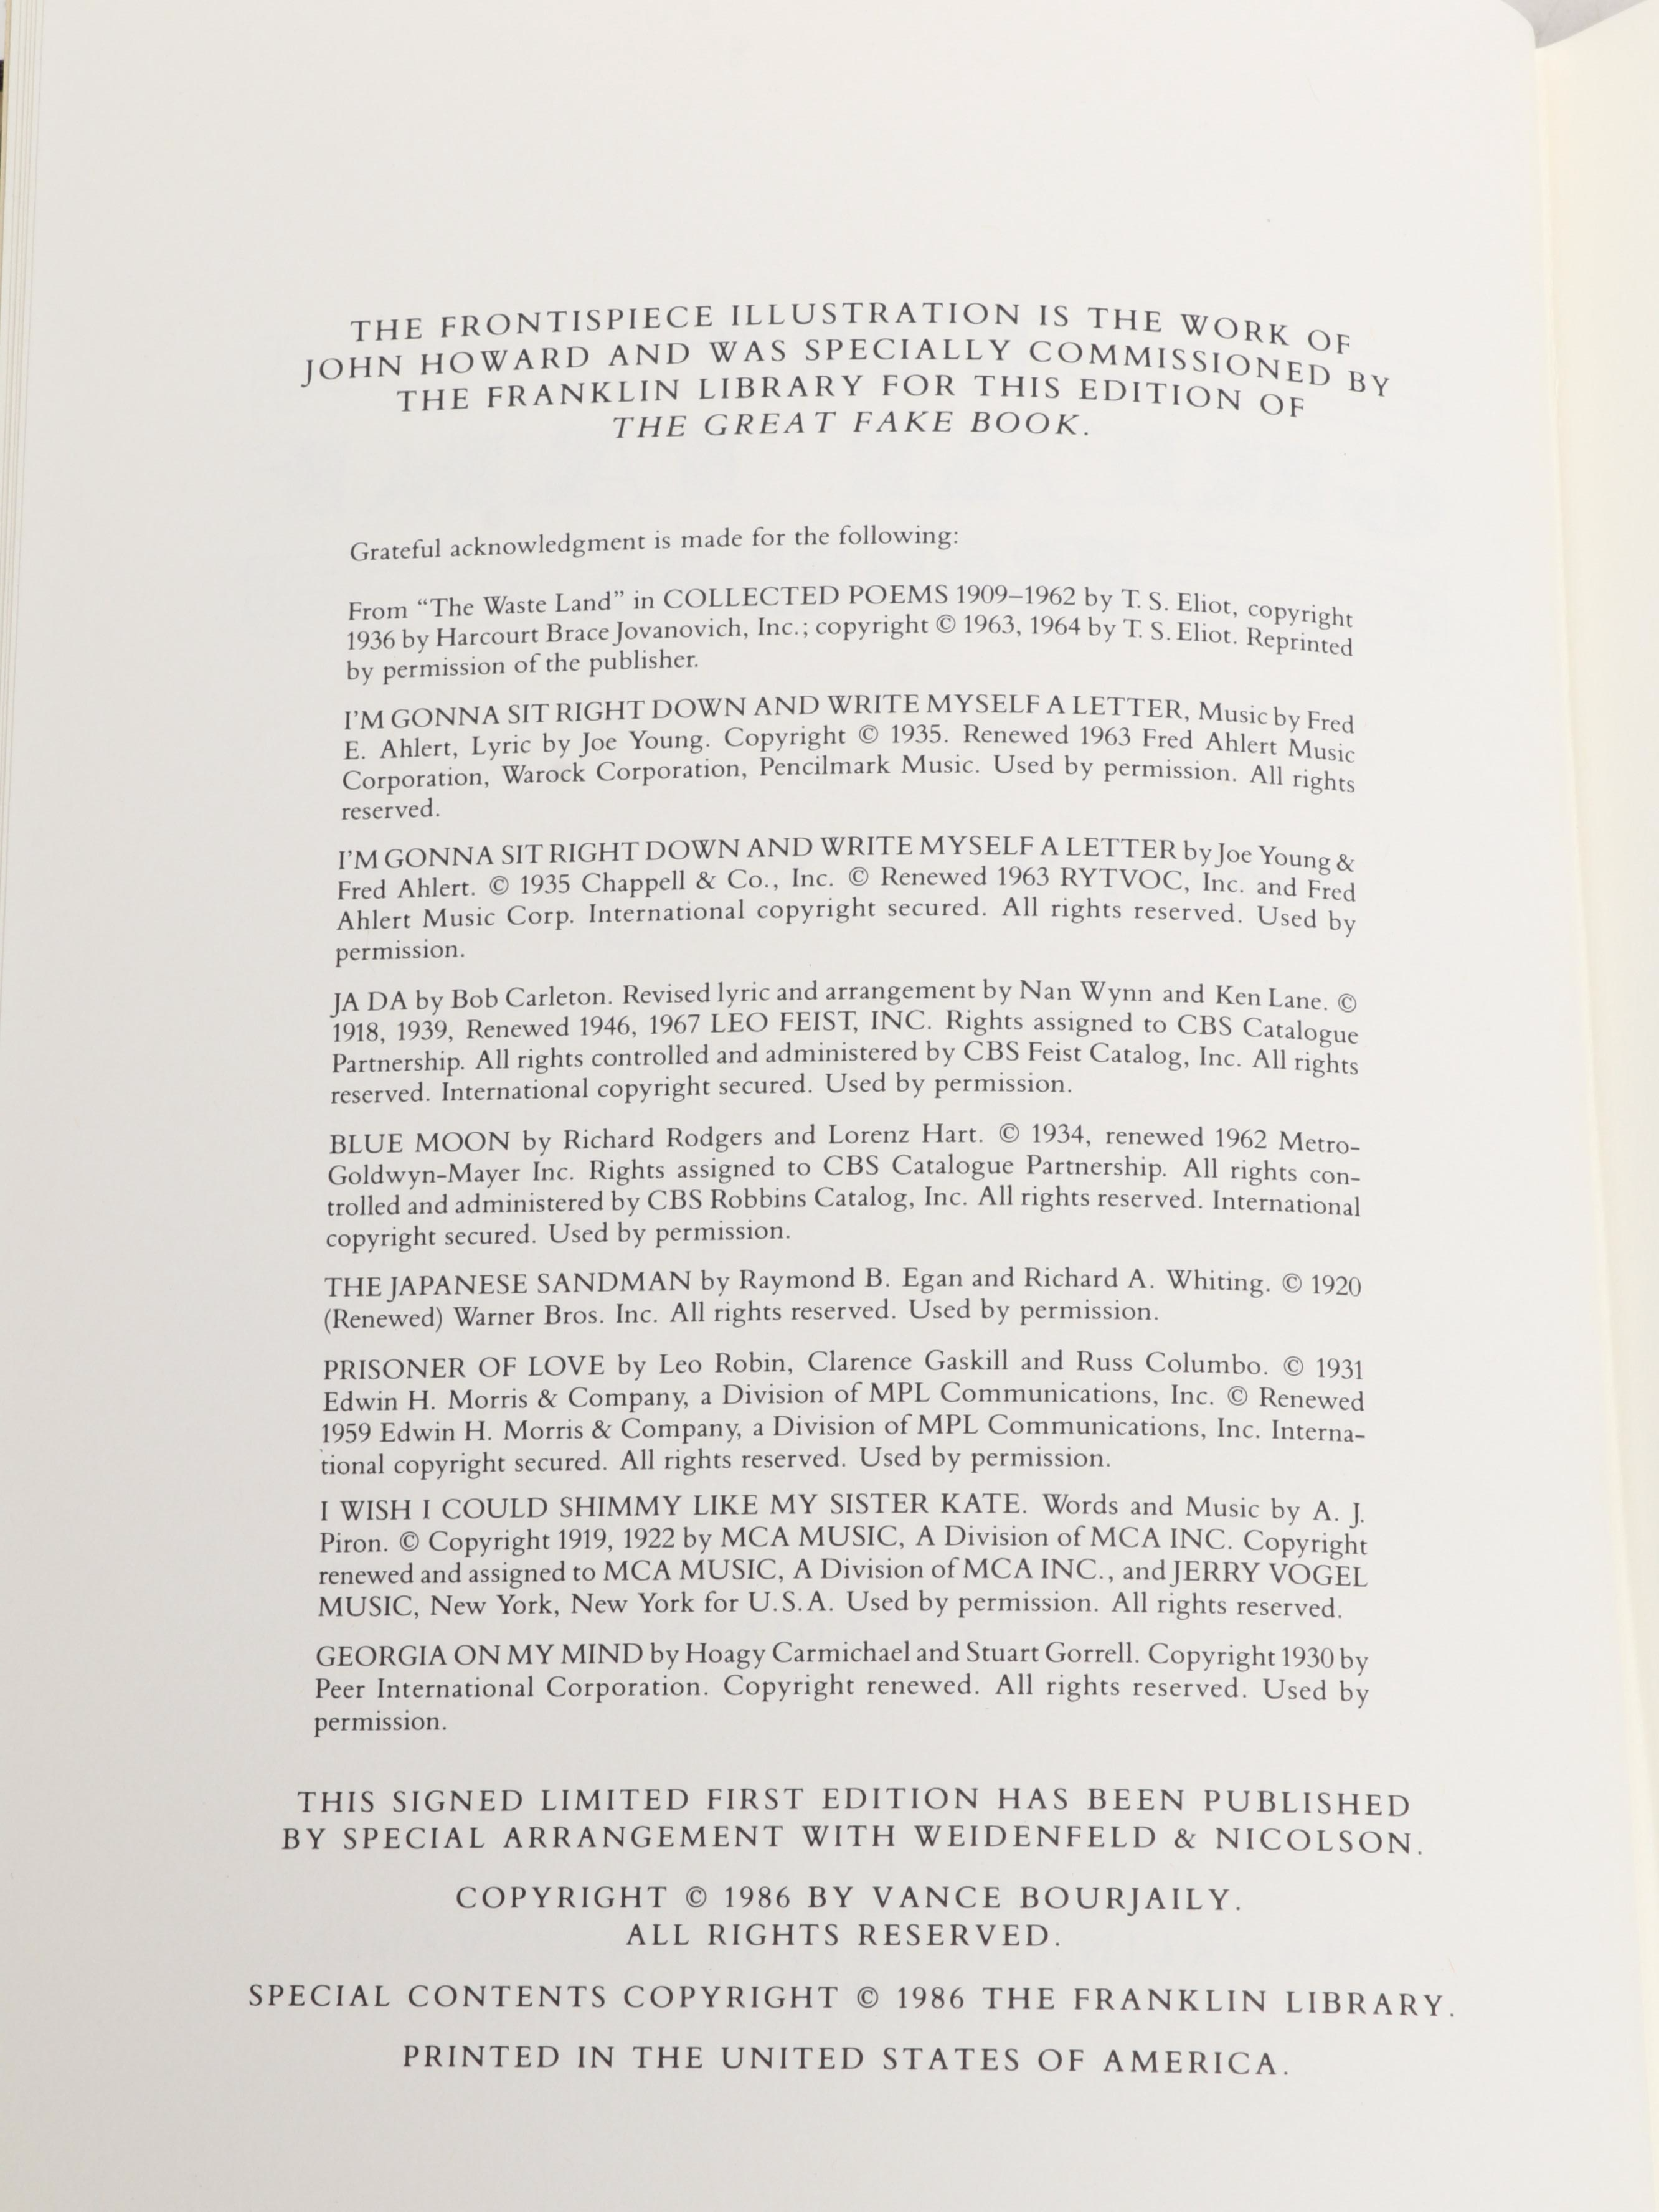 THE FRONTISPIECE ILLUSTRATION IS THE WORK OF
JOHN HOWARD AND WAS SPECIALLY COMMISSIONED BY
THE FRANKLIN LIBRARY FOR THIS EDITION OF
THE GREAT FAKE BOOK.
Grateful acknowledgment is made for the following:
From “The Waste Land” in COLLECTED POEMS 1909–1962 by T. S. Eliot, copyright
1936 by Harcourt Brace Jovanovich, Inc.; copyright © 1963, 1964 by T. S. Eliot. Reprinted
by permission of the publisher.
I’M GONNA SIT RIGHT DOWN AND WRITE MYSELF A LETTER, Music by Fred
E. Ahlert, Lyric by Joe Young. Copyright © 1935. Renewed 1963 Fred Ahlert Music
Corporation, Warock Corporation, Pencilmark Music. Used by permission. All rights
reserved.
I’M GONNA SIT RIGHT DOWN AND WRITE MYSELF A LETTER by Joe Young &
Fred Ahlert. © 1935 Chappell & Co., Inc. © Renewed 1963 RYTVOC, Inc. and Fred
Ahlert Music Corp. International copyright secured. All rights reserved. Used by
permission.
JA DA by Bob Carleton. Revised lyric and arrangement by Nan Wynn and Ken Lane. ©
1918, 1939, Renewed 1946, 1967 LEO FEIST, INC. Rights assigned to CBS Catalogue
Partnership. All rights controlled and administered by CBS Feist Catalog, Inc. All rights
reserved. International copyright secured. Used by permission.
BLUE MOON by Richard Rodgers and Lorenz Hart. © 1934, renewed 1962 Metro-
Goldwyn-Mayer Inc. Rights assigned to CBS Catalogue Partnership. All rights con-
trolled and administered by CBS Robbins Catalog, Inc. All rights reserved. International
copyright secured. Used by permission.
THE JAPANESE SANDMAN by Raymond B. Egan and Richard A. Whiting. © 1920
(Renewed) Warner Bros. Inc. All rights reserved. Used by permission.
PRISONER OF LOVE by Leo Robin, Clarence Gaskill and Russ Columbo. © 1931
Edwin H. Morris & Company, a Division of MPL Communications, Inc. © Renewed
1959 Edwin H. Morris & Company, a Division of MPL Communications, Inc. Interna-
tional copyright secured. All rights reserved. Used by permission.
I WISH I COULD SHIMMY LIKE MY SISTER KATE. Words and Music by A. J.
Piron. © Copyright 1919, 1922 by MCA MUSIC, A Division of MCA INC. Copyright
renewed and assigned to MCA MUSIC, A Division of MCA INC., and JERRY VOGEL
MUSIC, New York, New York for U.S.A. Used by permission. All rights reserved.
GEORGIA ON MY MIND by Hoagy Carmichael and Stuart Gorrell. Copyright 1930 by
Peer International Corporation. Copyright renewed. All rights reserved. Used by
permission.
THIS SIGNED LIMITED FIRST EDITION HAS BEEN PUBLISHED
BY SPECIAL ARRANGEMENT WITH WEIDENFELD & NICOLSON.
COPYRIGHT © 1986 BY VANCE BOURJAILY.
ALL RIGHTS RESERVED.
SPECIAL CONTENTS COPYRIGHT © 1986 THE FRANKLIN LIBRARY.
PRINTED IN THE UNITED STATES OF AMERICA.